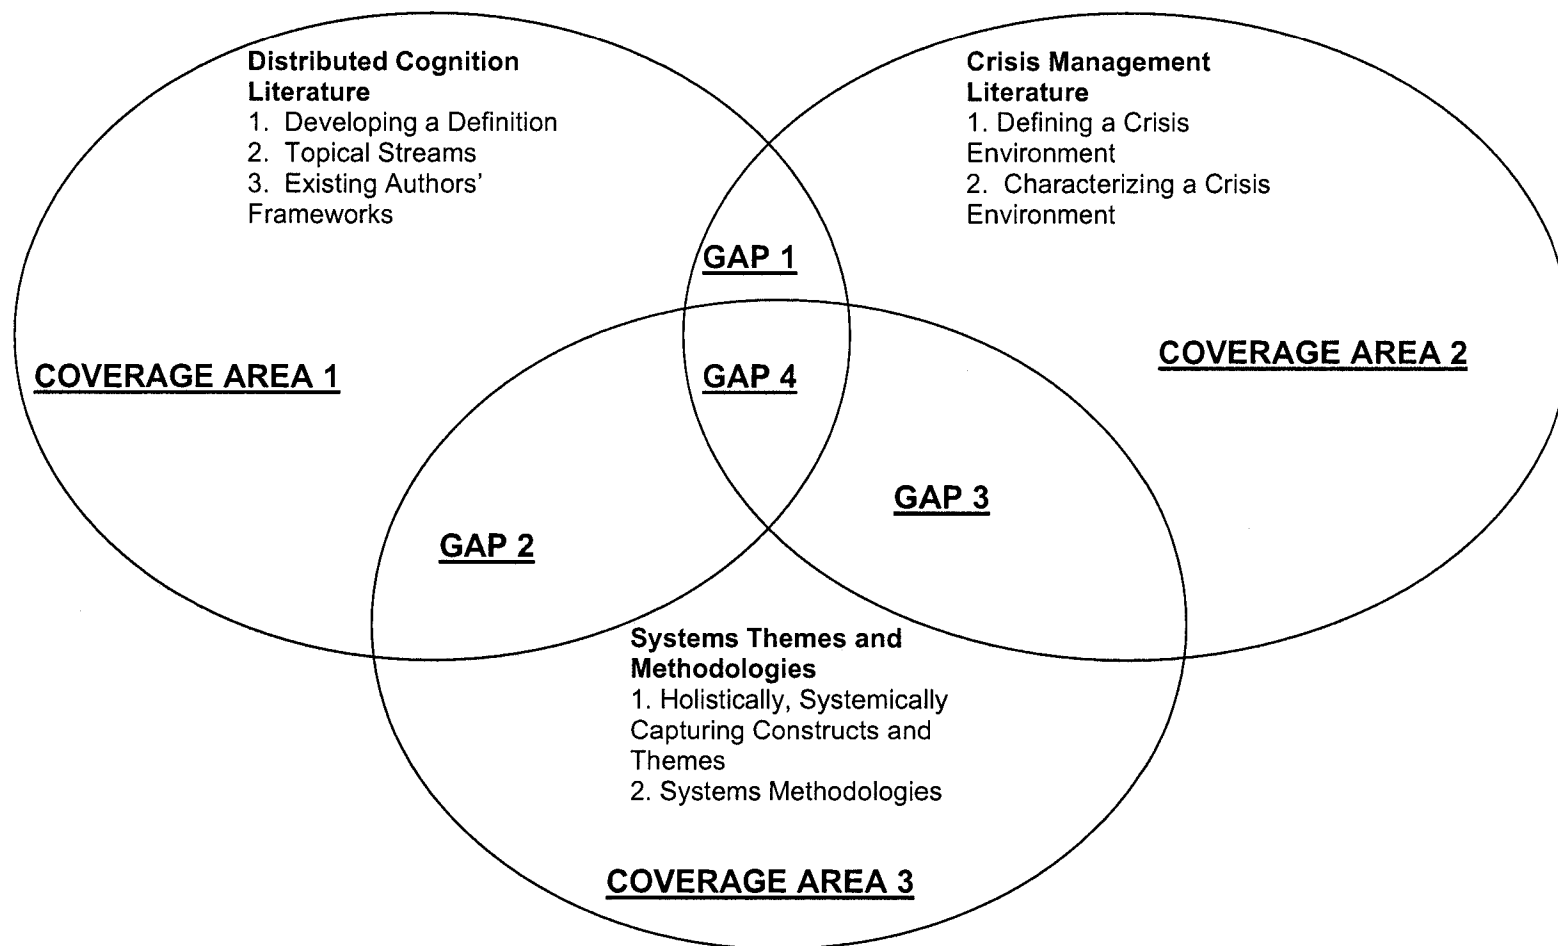 Distributed Cognition
Literature
1. Developing a Definition
2. Topical Streams
3. Existing Authors'
Frameworks
Crisis Management
Literature
1. Defining a Crisis
Environment
2. Characterizing a Crisis
Environment
GAP 1
COVERAGE AREA 1
GAP 4
COVERAGE AREA 2
GAP 2
GAP 3
Systems Themes and
Methodologies
1. Holistically, Systemically
Capturing Constructs and
Themes
2. Systems Methodologies
COVERAGE AREA 3